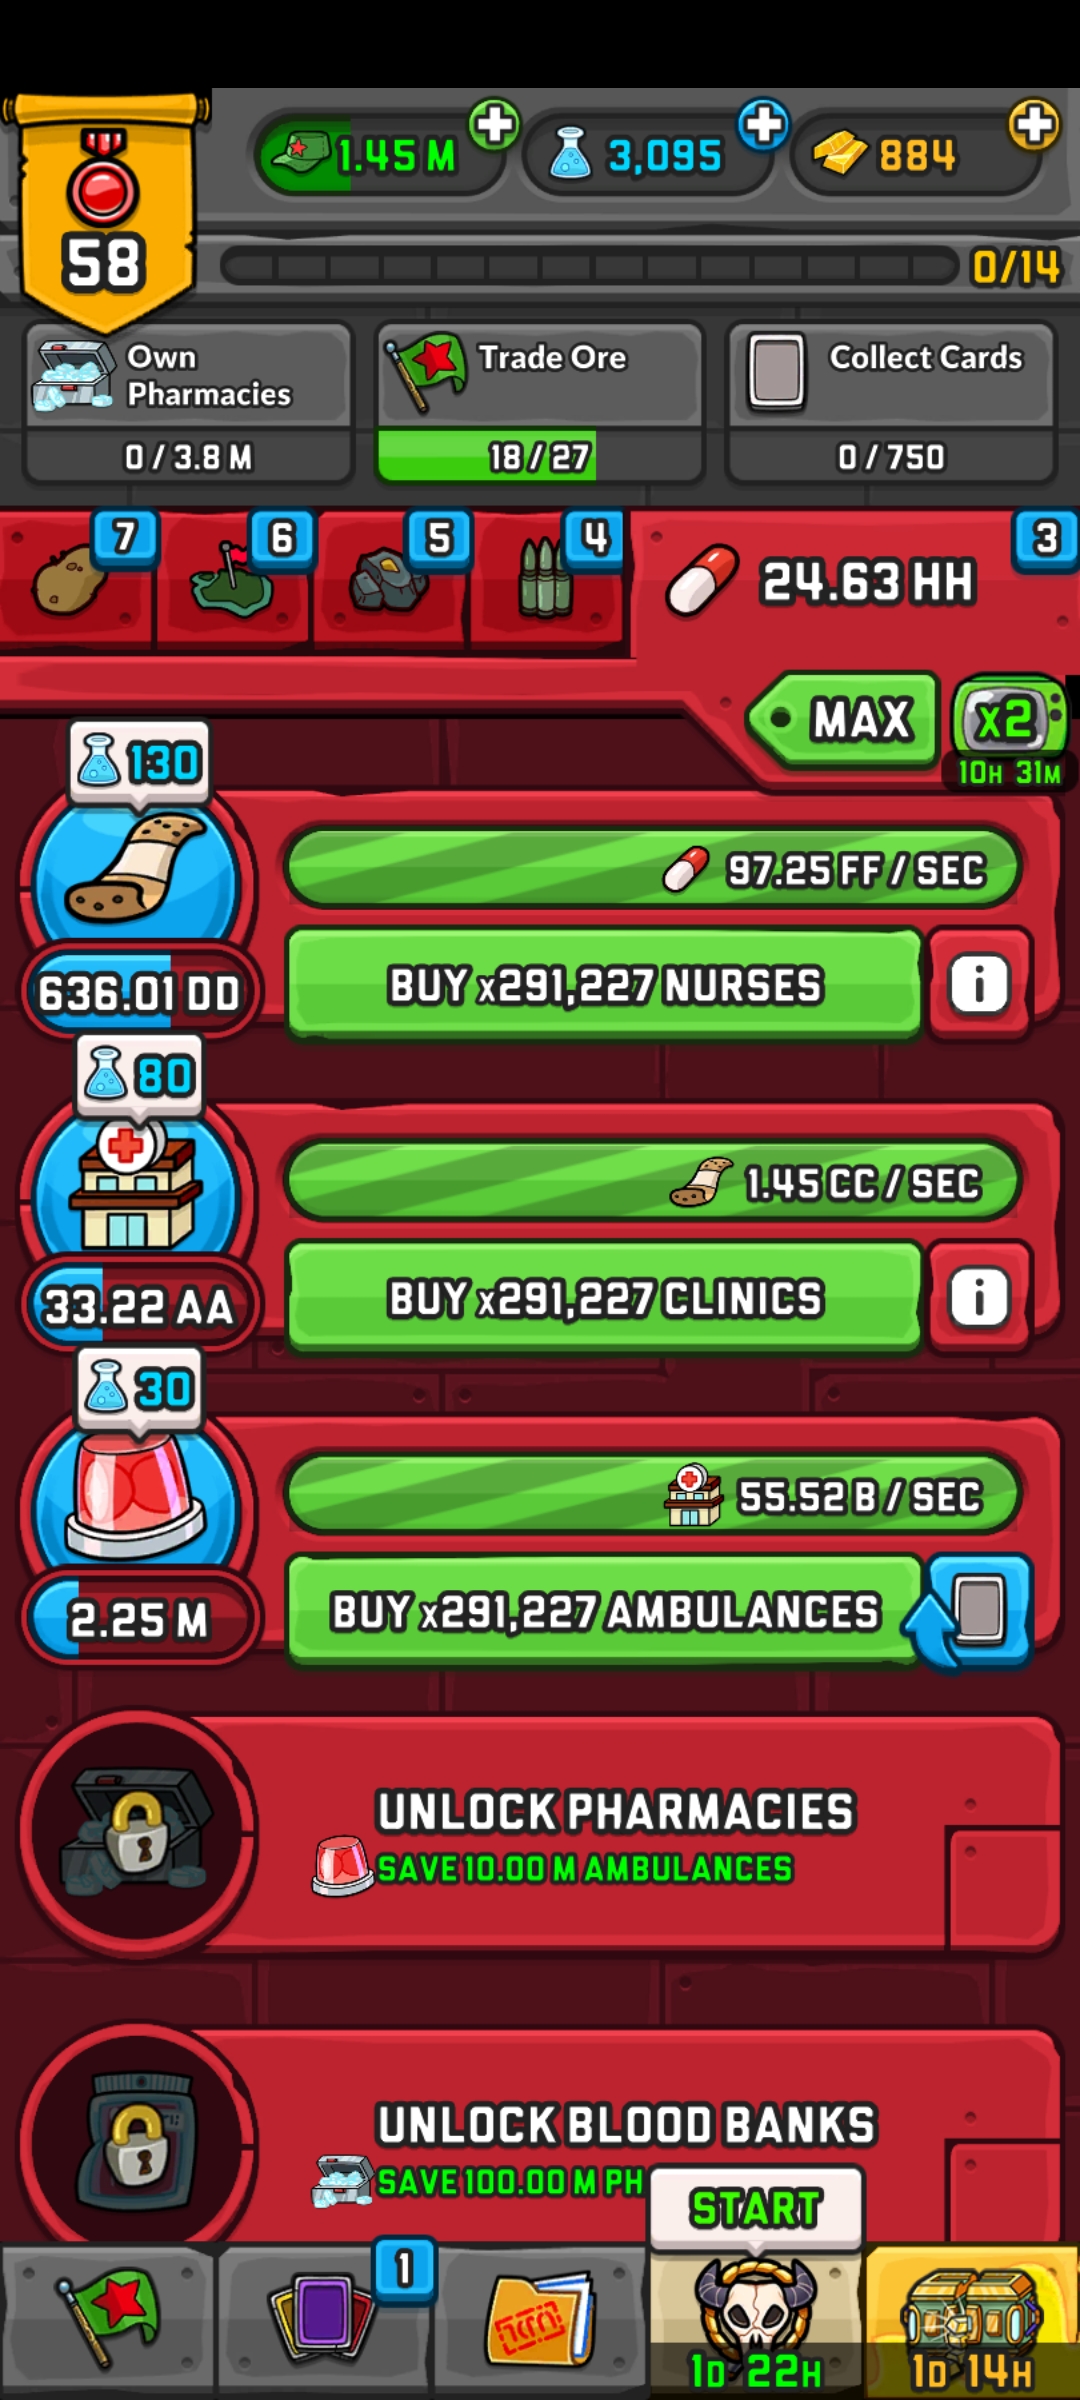 1.45 M
3,095
884
58
0/14
Own
Pharmacies
0 / 3.8 M
Trade Ore
18 / 27
Collect Cards
0 / 750
7
6
5
4
24.63 HH
3
MAX
x2
10H 31M
130
97.25 FF / SEC
636.01 DD
BUY x291,227 NURSES
i
80
1.45 CC / SEC
33.22 AA
BUY x291,227 CLINICS
i
30
55.52 B / SEC
2.25 M
BUY x291,227 AMBULANCES
UNLOCK PHARMACIES
SAVE 10.00 M AMBULANCES
UNLOCK BLOOD BANKS
SAVE 100.00 M PH
START
1
1D 22H
1D 14H